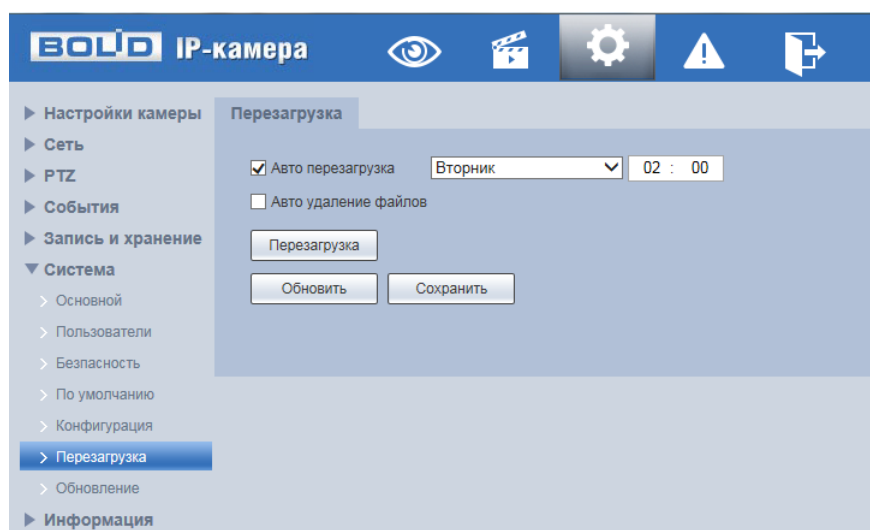 BOLID IP-камера
Настройки камеры
Сеть
PTZ
События
Запись и хранение
Система
Основной
Пользователи
Безпасность
По умолчанию
Конфигурация
Перезагрузка
Обновление
Информация
Перезагрузка
Авто перезагрузка Вторник 02 : 00
Авто удаление файлов
Перезагрузка
Обновить Сохранить